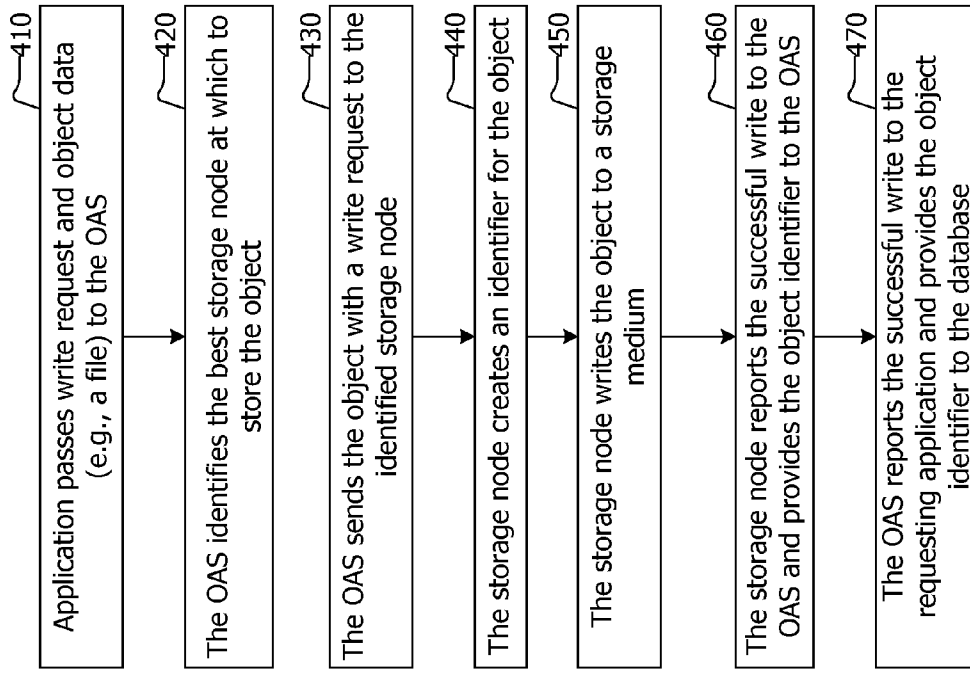 410
Application passes write request and object data
(e.g., a file) to the OAS
420
The OAS identifies the best storage node at which to
store the object
430
The OAS sends the object with a write request to the
identified storage node
440
The storage node creates an identifier for the object
450
The storage node writes the object to a storage
medium
460
The storage node reports the successful write to the
OAS and provides the object identifier to the OAS
470
The OAS reports the successful write to the
requesting application and provides the object
identifier to the database